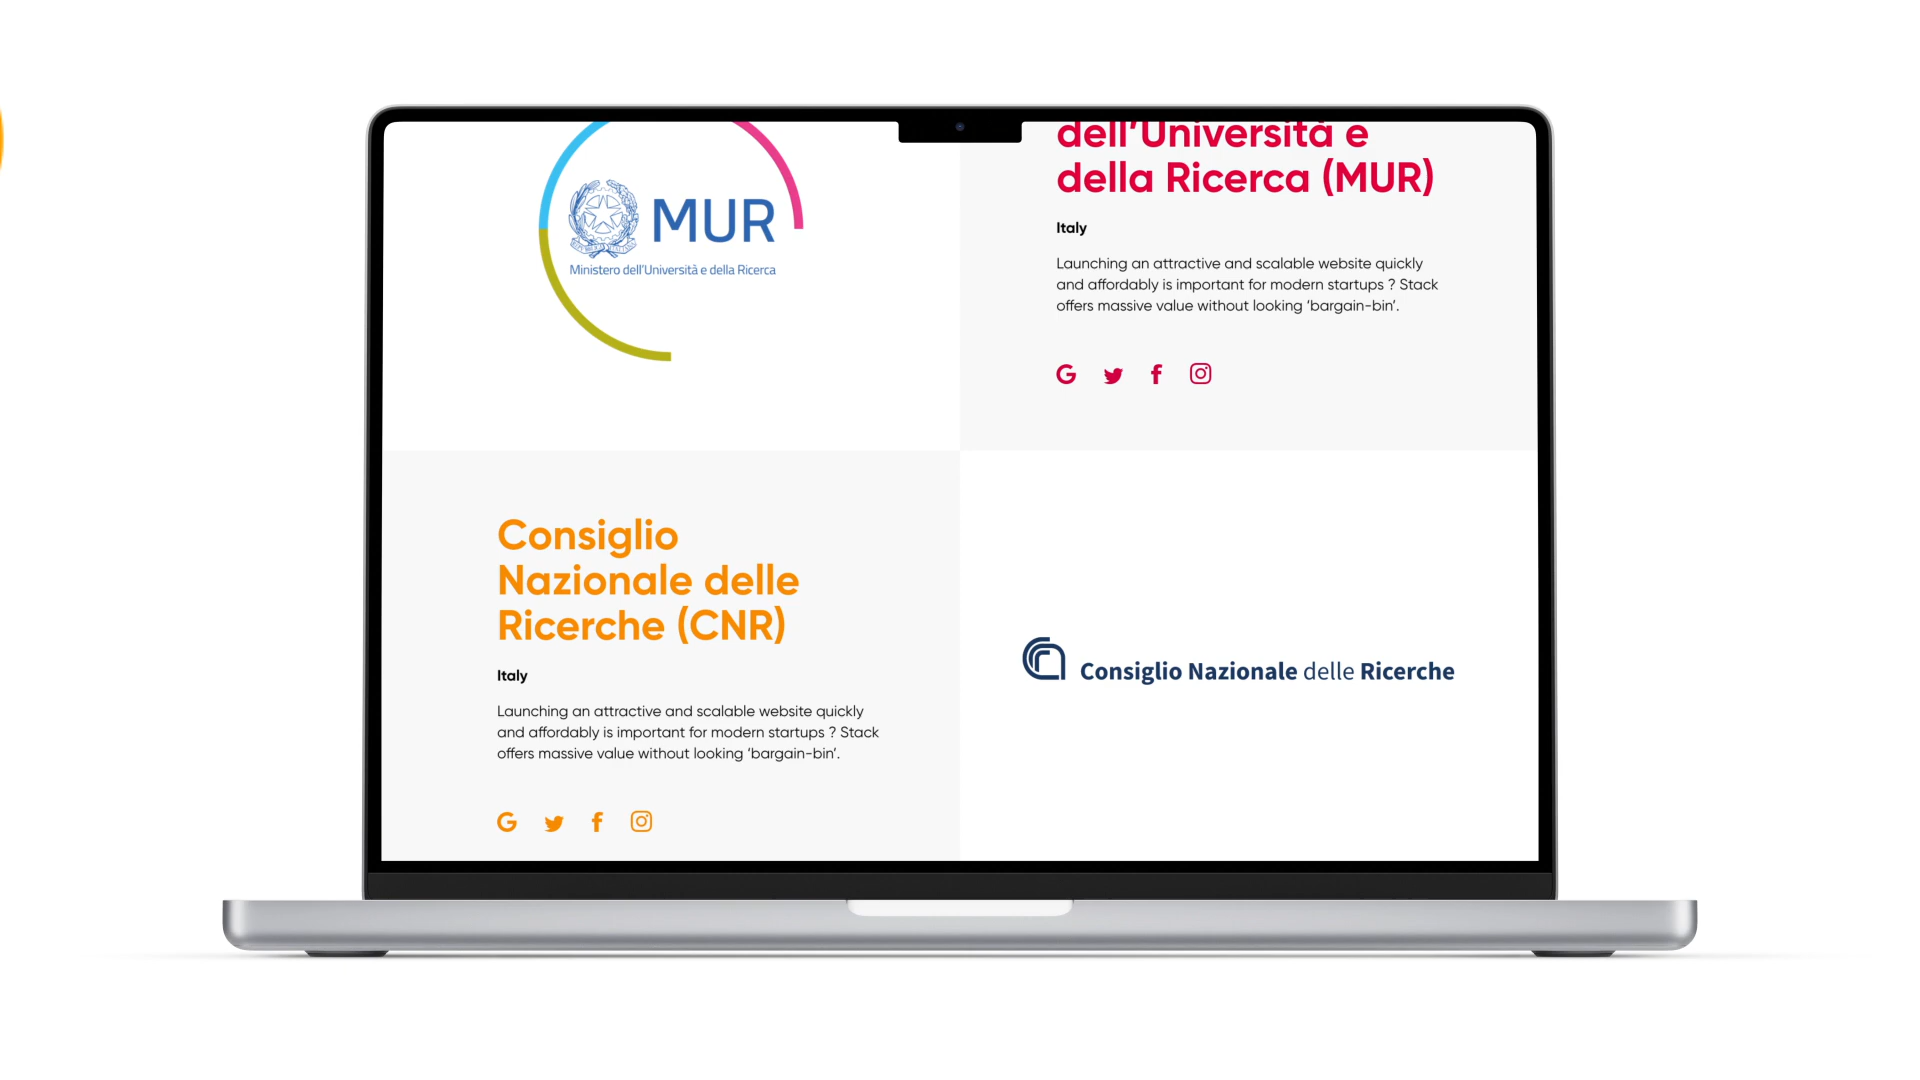 MUR
Ministero dell'Università e della Ricerca
dell'Università e
della Ricerca (MUR)
Italy
Launching an attractive and scalable website quickly
and affordably is important for modern startups ? Stack
offers massive value without looking ‘bargain-bin’.
Consiglio
Nazionale delle
Ricerche (CNR)
Italy
Launching an attractive and scalable website quickly
and affordably is important for modern startups ? Stack
offers massive value without looking ‘bargain-bin’.
Consiglio Nazionale delle Ricerche